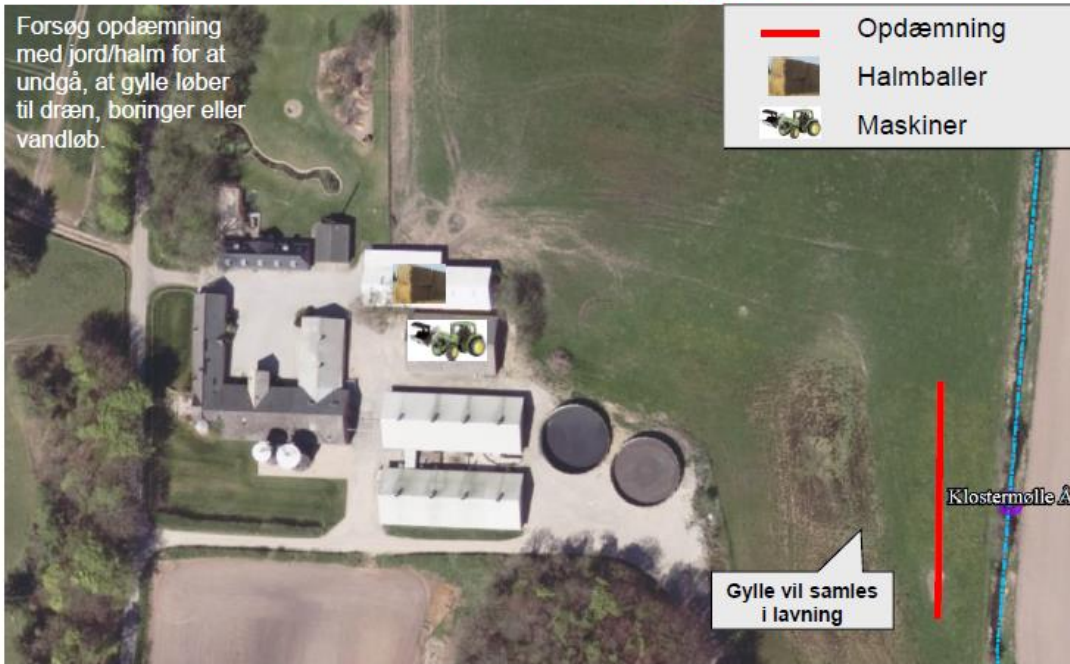 Forsøg opdæmning
med jord/halm for at
undgå, at gylle løber
til dræn, boringer eller
vandløb.
Opdæmning
Halmballer
Maskiner
Klostermølle Å
Gylle vil samles
i lavning